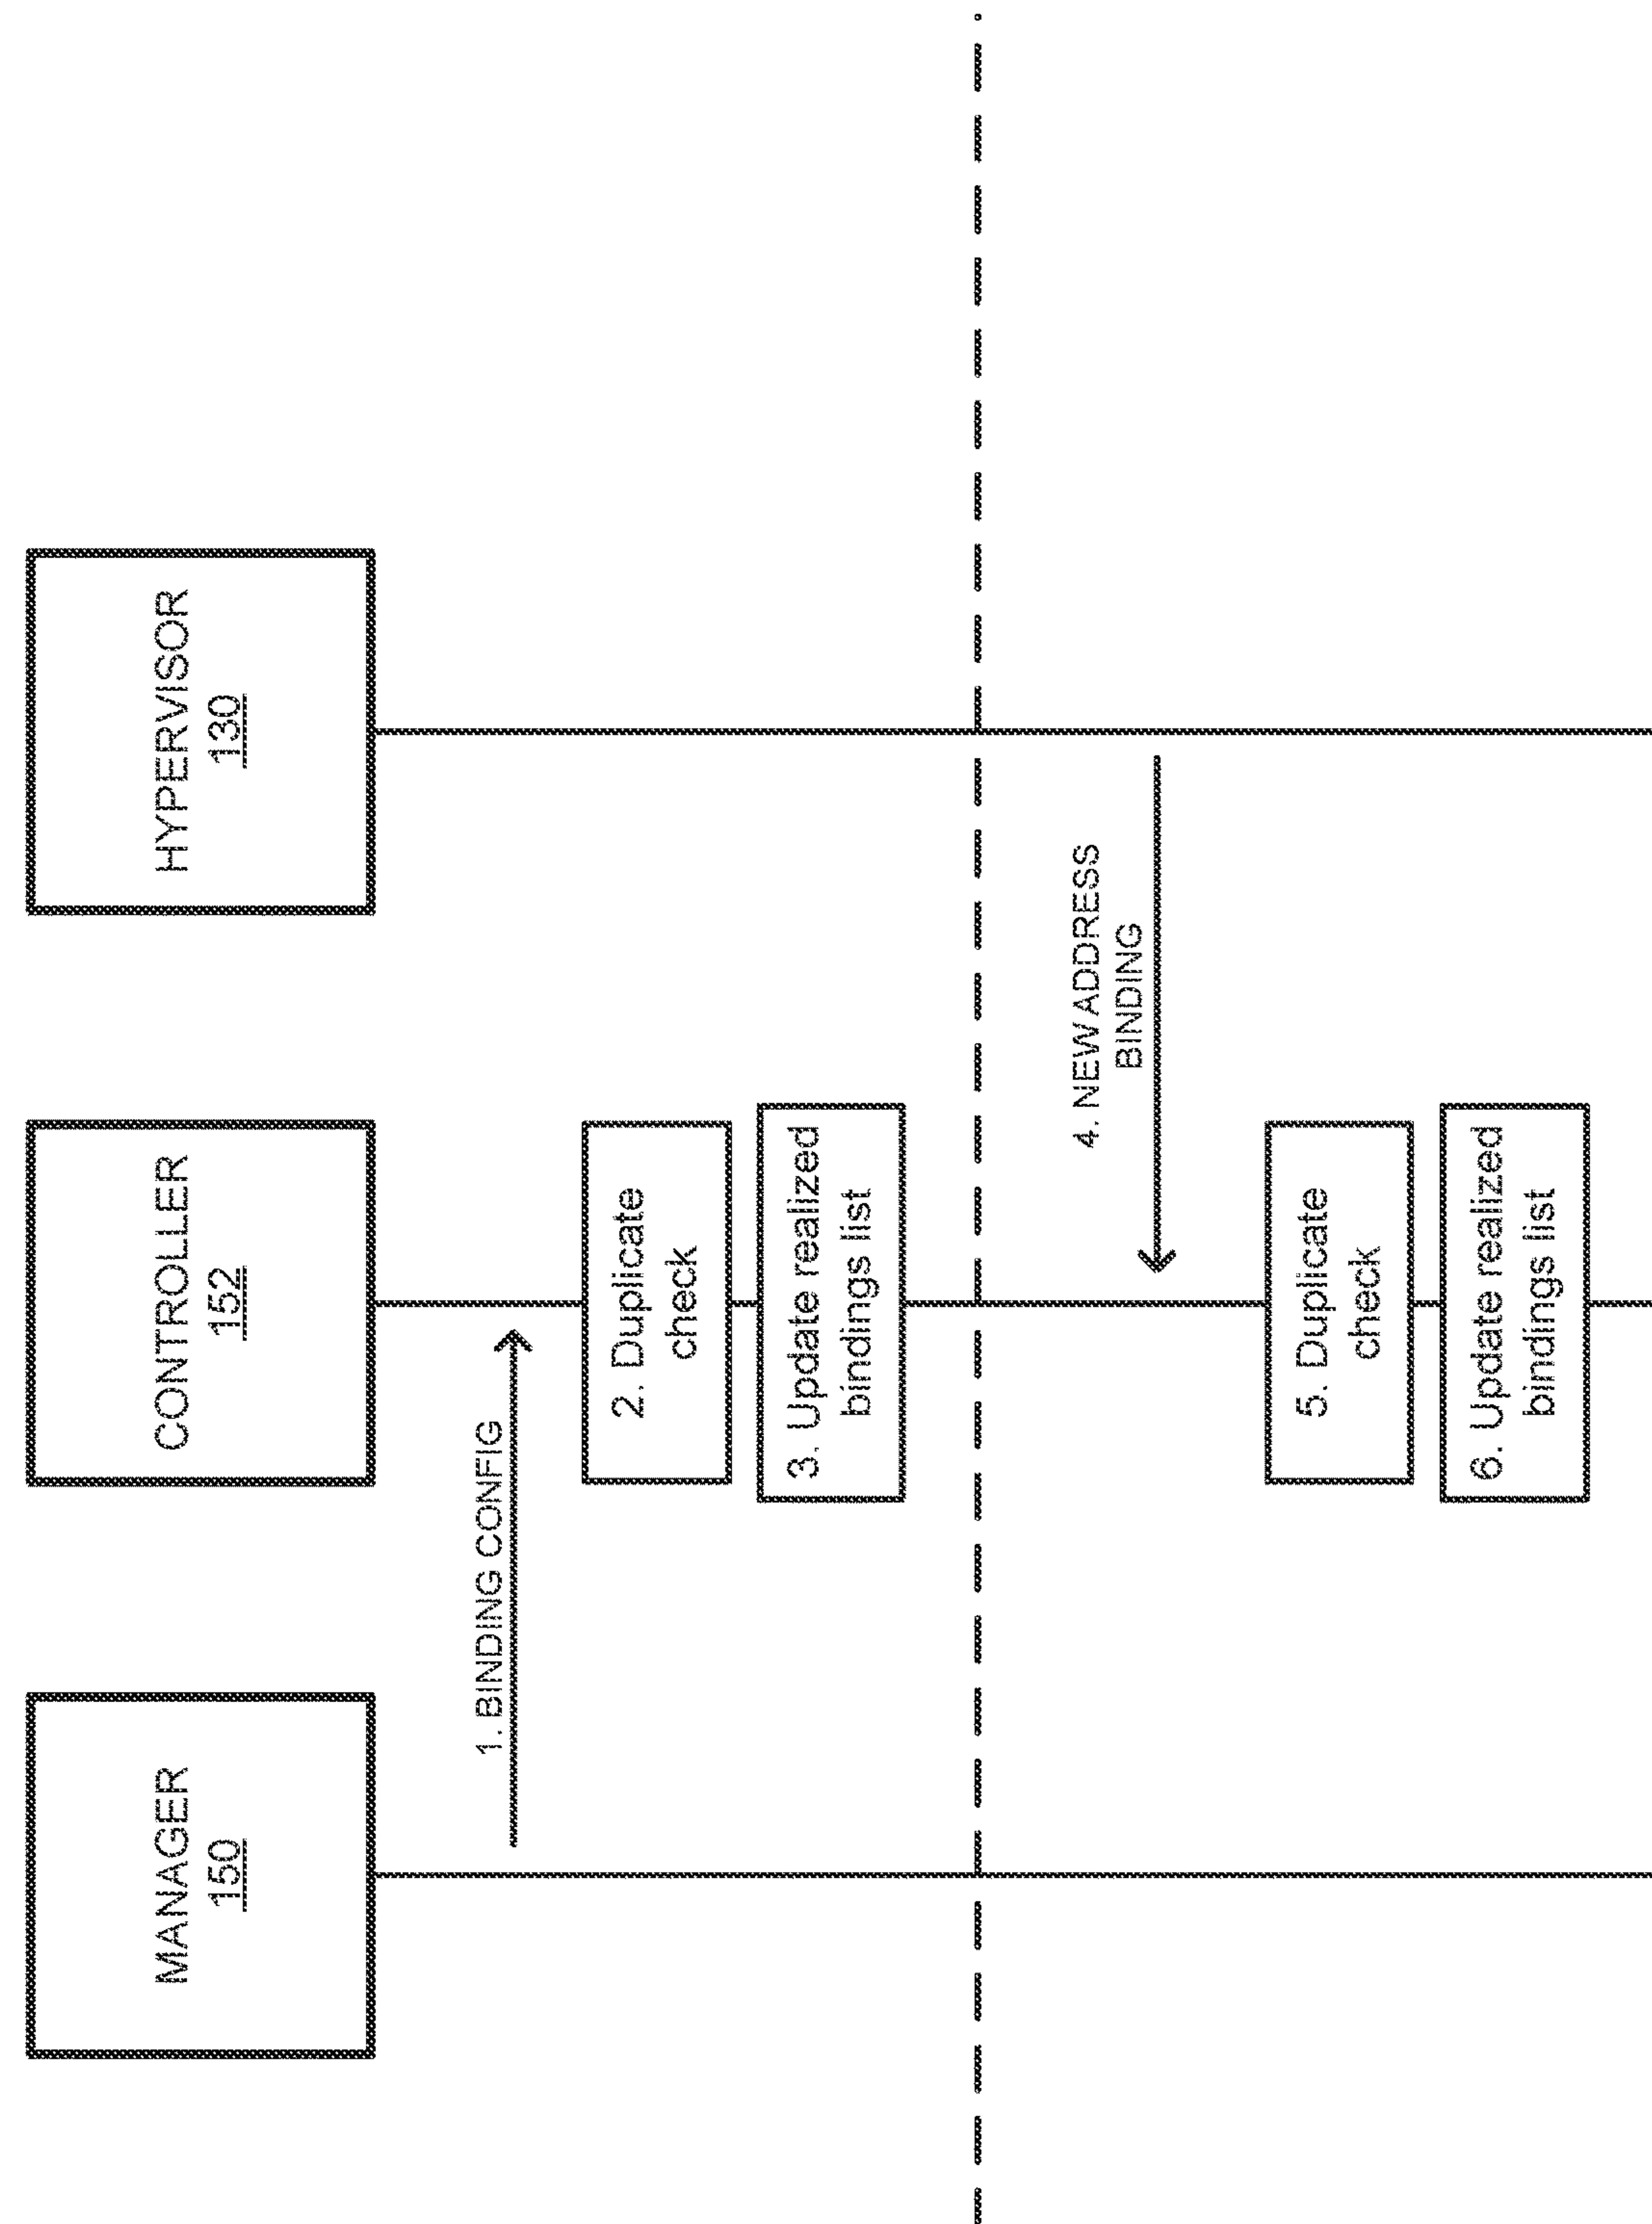 MANAGER
150
CONTROLLER
152
HYPERVISOR
130
1. BINDING CONFIG
2. Duplicate
check
3. Update realized
bindings list
4. NEW ADDRESS
BINDING
5. Duplicate
check
6. Update realized
bindings list